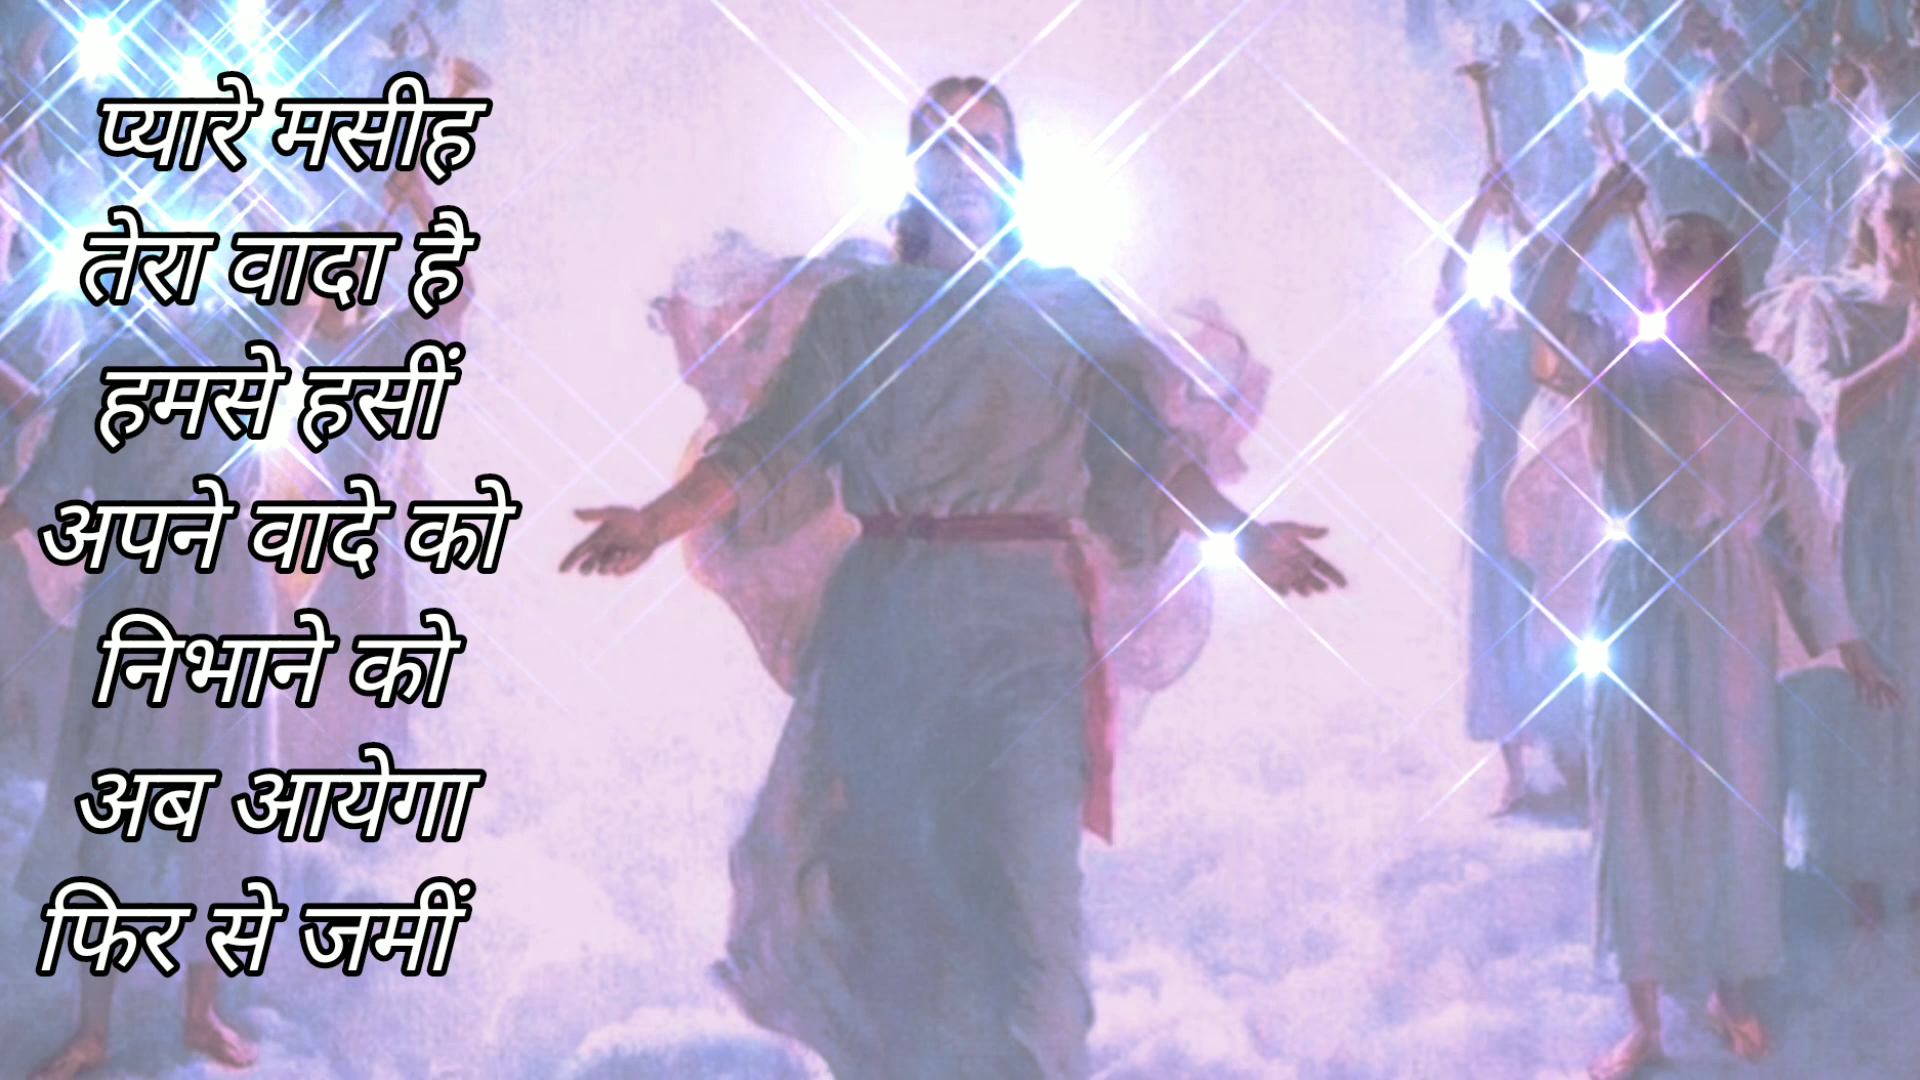 प्यारे मसीह
तेरा वादा है
हमसे हसीं
अपने वादे को
निभाने को
अब आयेगा
फिर से जमीं